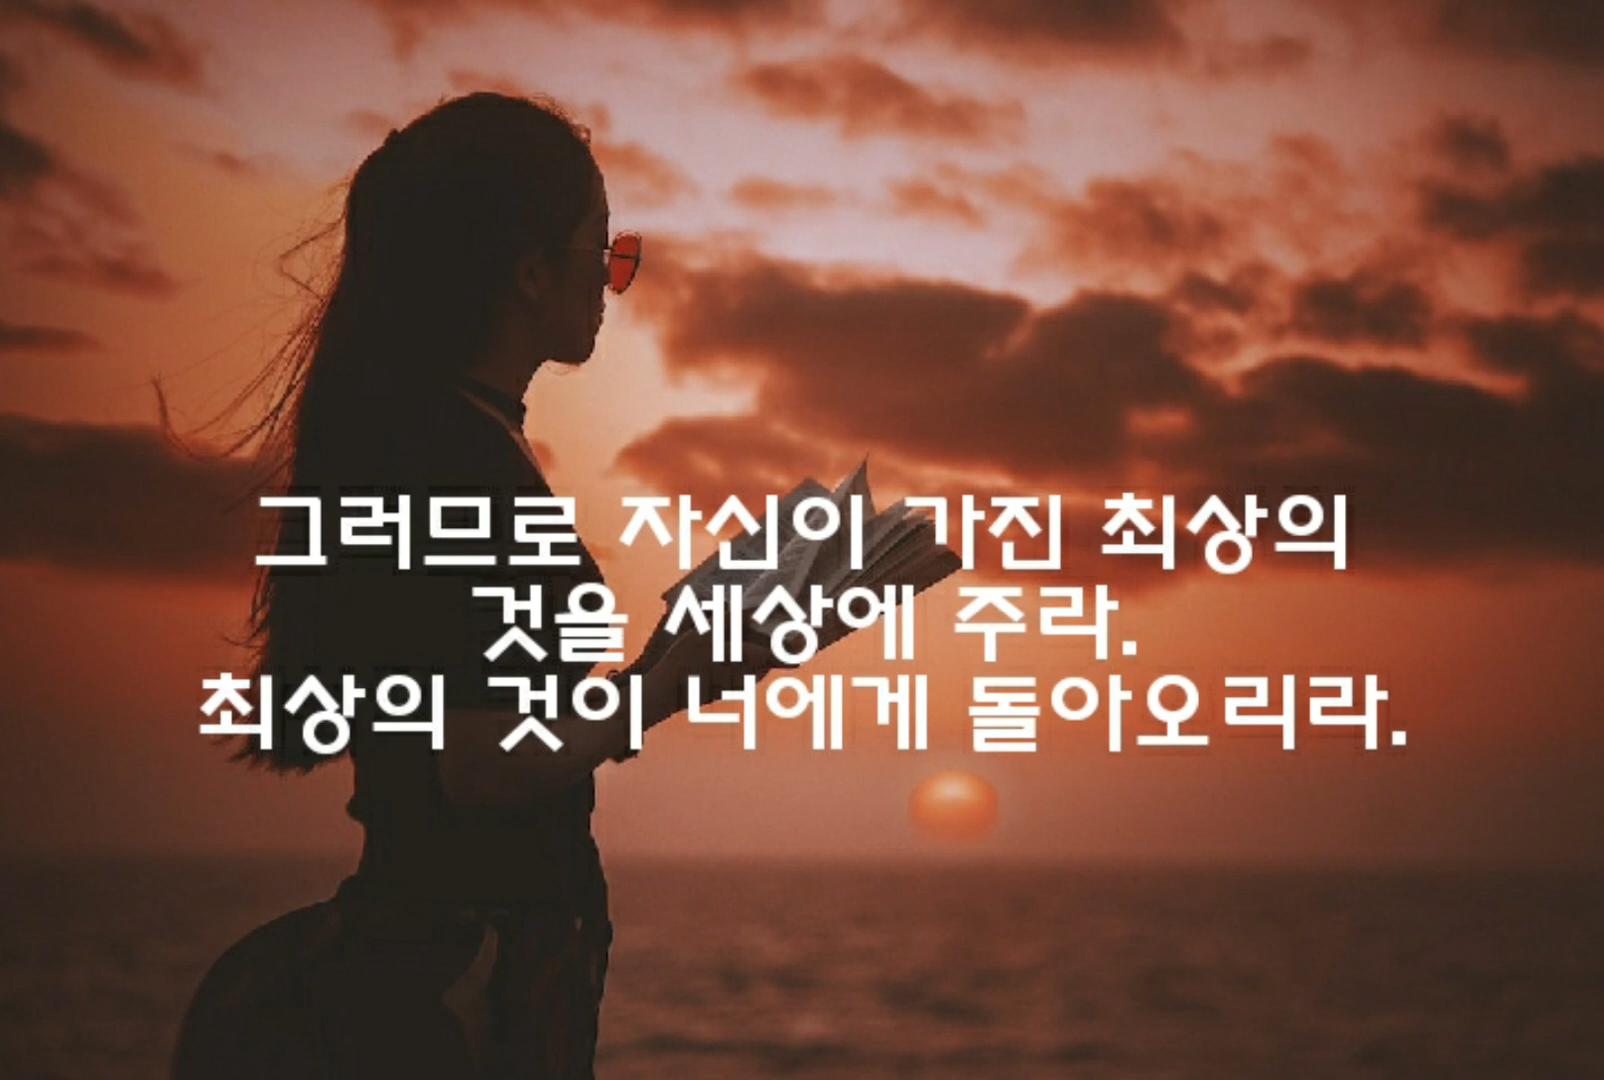 그러므로 자신이 가진 최상의
것을 세상에 주라.
최상의 것이 너에게 돌아오리라.